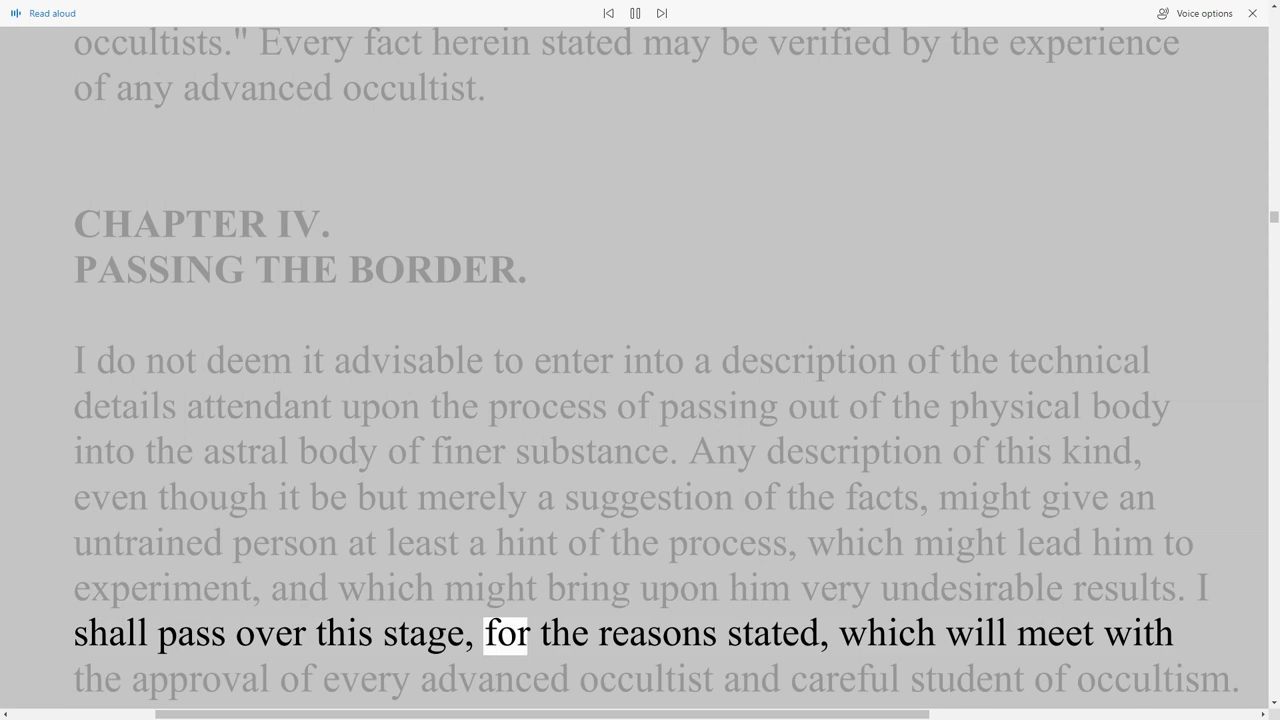 Read aloud
Voice options
occultists." Every fact herein stated may be verified by the experience
of any advanced occultist.
CHAPTER IV.
PASSING THE BORDER.
I do not deem it advisable to enter into a description of the technical
details attendant upon the process of passing out of the physical body
into the astral body of finer substance. Any description of this kind,
even though it be but merely a suggestion of the facts, might give an
untrained person at least a hint of the process, which might lead him to
experiment, and which might bring upon him very undesirable results. I
shall pass over this stage, for the reasons stated, which will meet with
the approval of every advanced occultist and careful student of occultism.